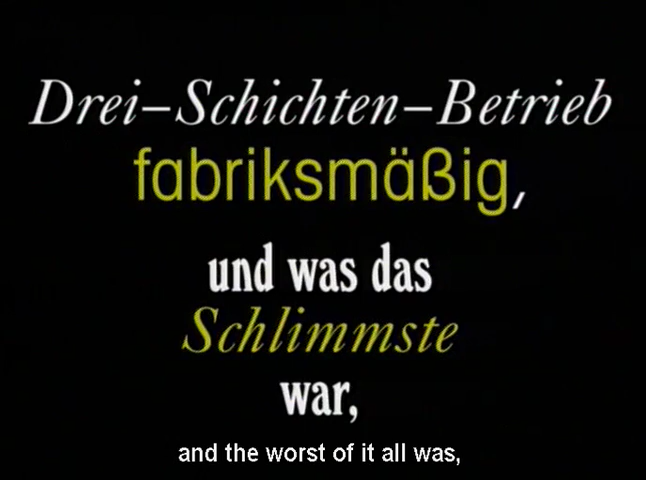 Drei–Schichten–Betrieb
fabriksmäßig,
und was das
Schlimmste
war,
and the worst of it all was,